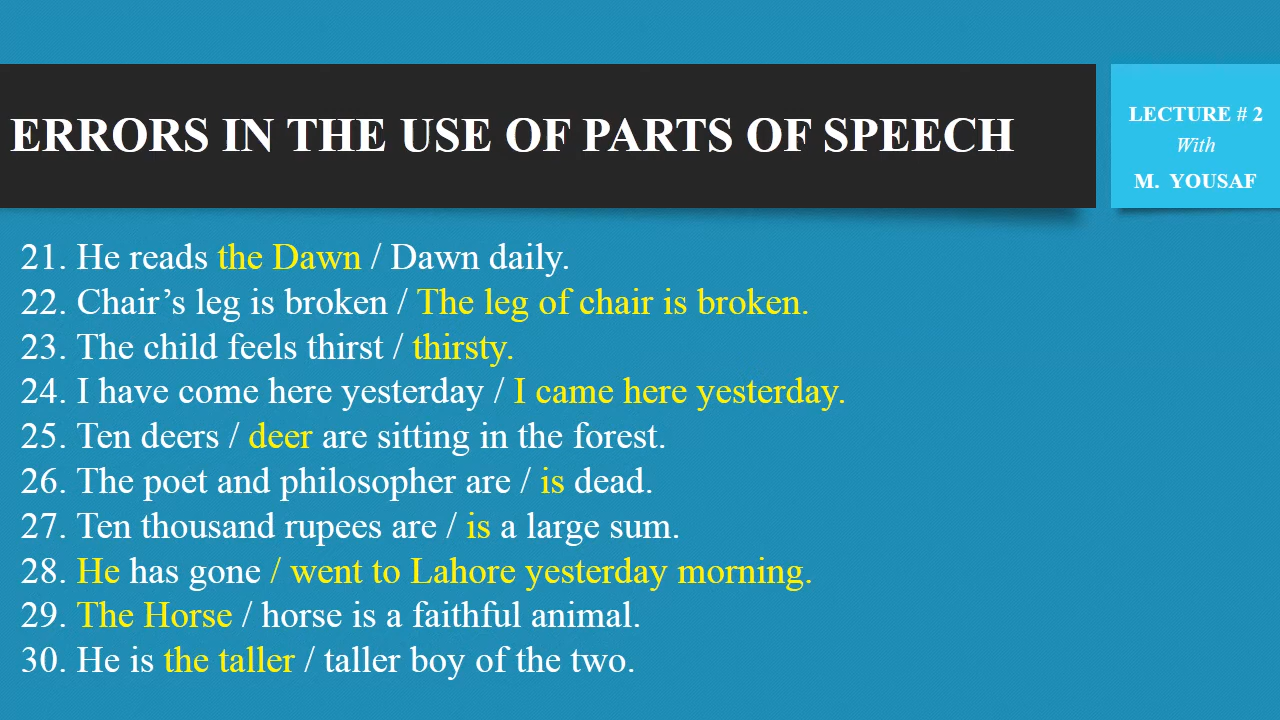 ERRORS IN THE USE OF PARTS OF SPEECH
LECTURE # 2
With
M. YOUSAF
21. He reads the Dawn / Dawn daily.
22. Chair’s leg is broken / The leg of chair is broken.
23. The child feels thirst / thirsty.
24. I have come here yesterday / I came here yesterday.
25. Ten deers / deer are sitting in the forest.
26. The poet and philosopher are / is dead.
27. Ten thousand rupees are / is a large sum.
28. He has gone / went to Lahore yesterday morning.
29. The Horse / horse is a faithful animal.
30. He is the taller / taller boy of the two.